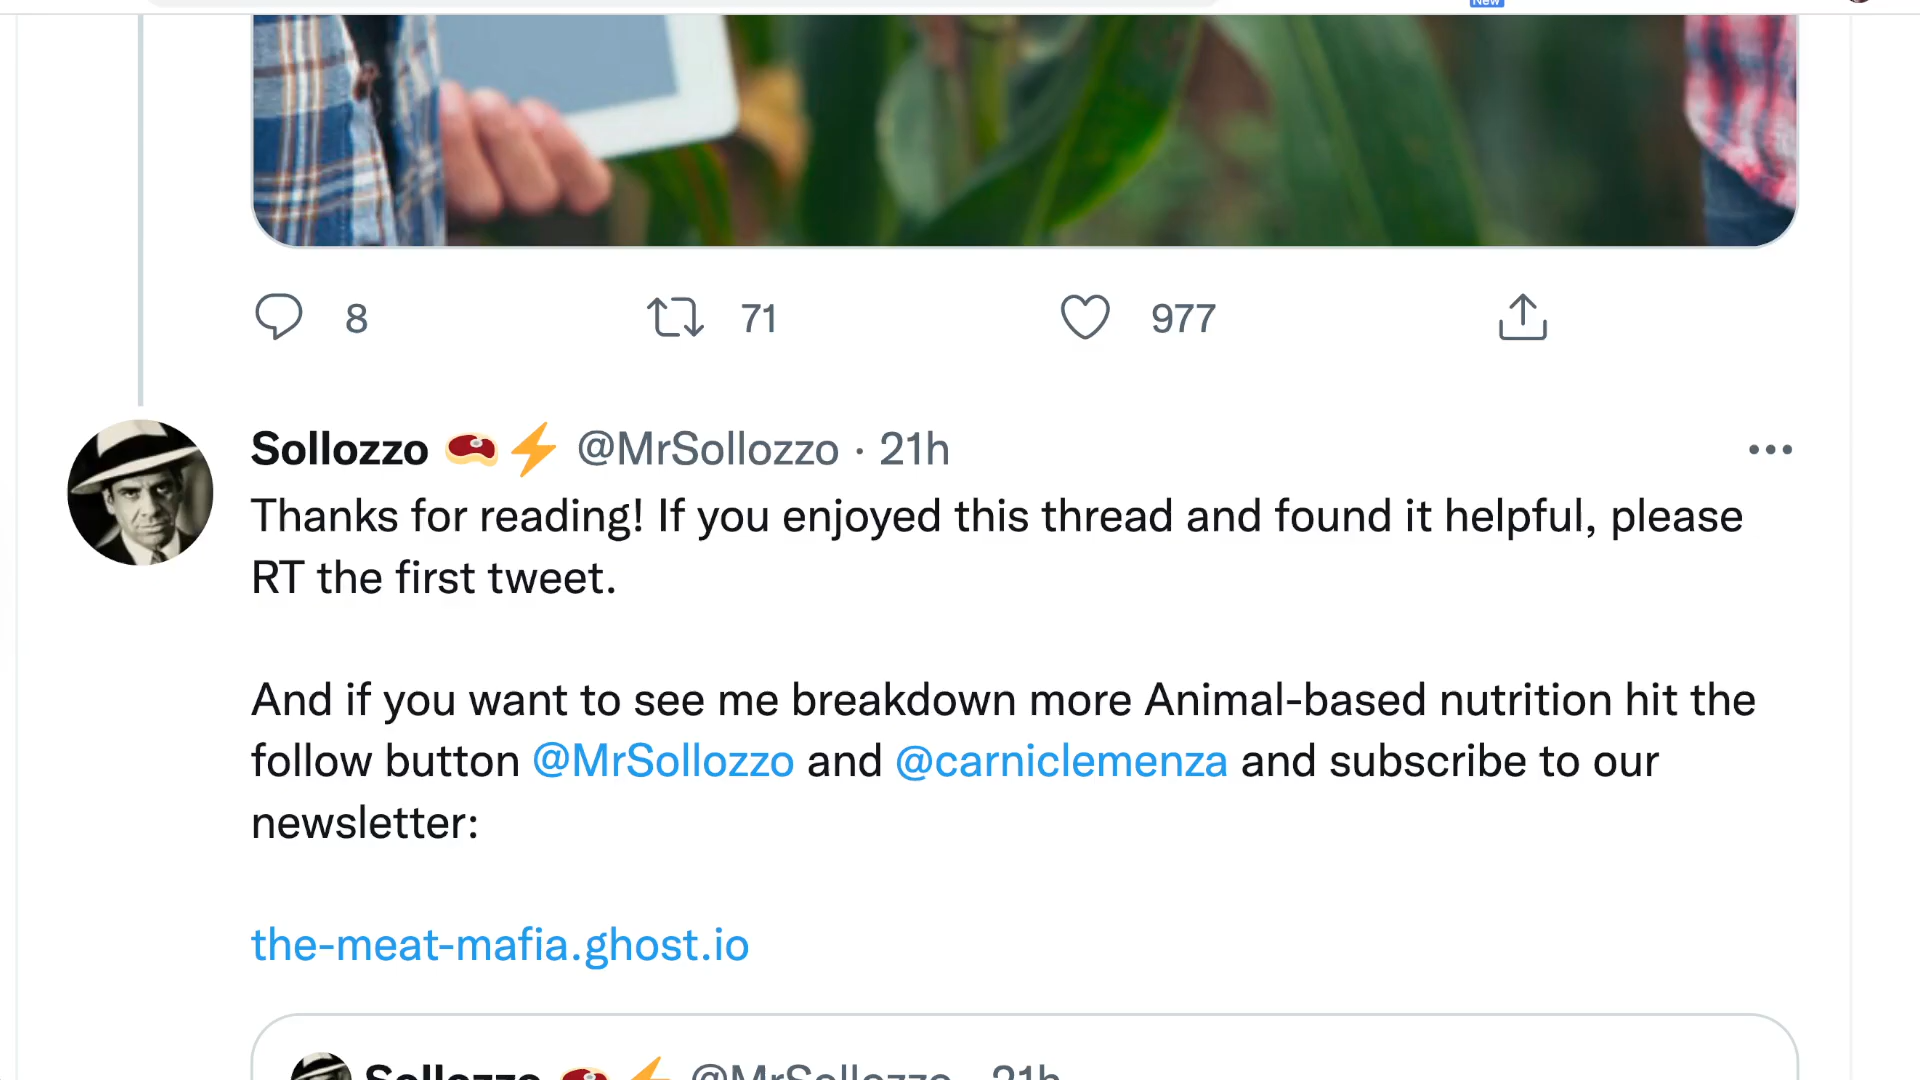 New
8 71 977
Sollozzo 🥩⚡ @MrSollozzo · 21h
Thanks for reading! If you enjoyed this thread and found it helpful, please
RT the first tweet.
And if you want to see me breakdown more Animal-based nutrition hit the
follow button @MrSollozzo and @carniclemenza and subscribe to our
newsletter:
the-meat-mafia.ghost.io
Sollozzo 🥩⚡ @MrSollozzo · 21h